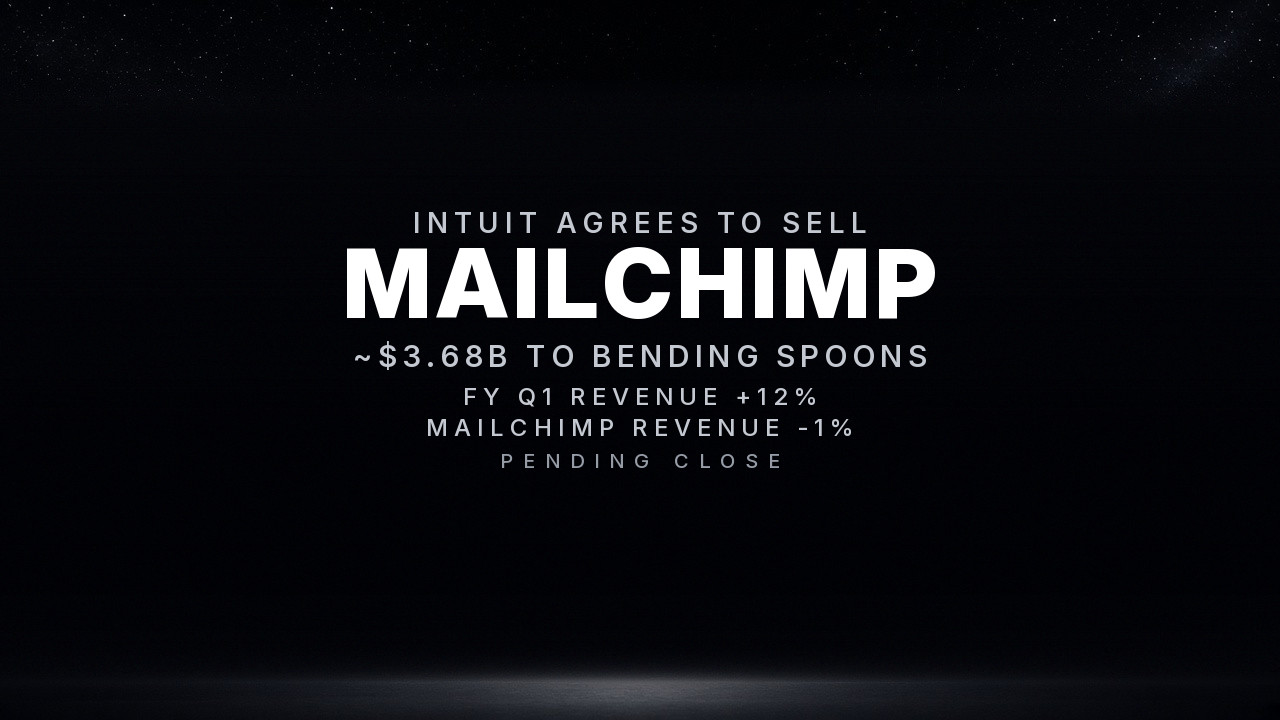 INTUIT AGREES TO SELL
MAILCHIMP
~$3.68B TO BENDING SPOONS
FY Q1 REVENUE +12%
MAILCHIMP REVENUE -1%
PENDING CLOSE